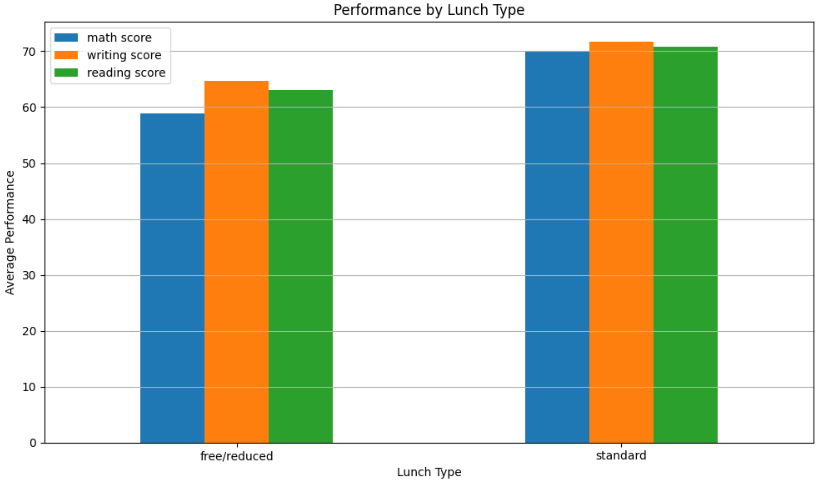 Performance by Lunch Type
math score
writing score
reading score
70
60
50
40
30
20
10
0
Average Performance
free/reduced
standard
Lunch Type